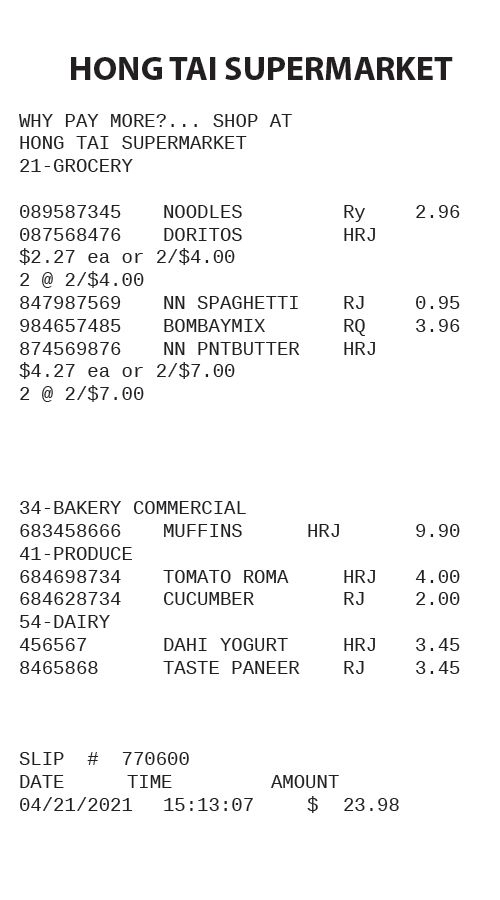 HONG TAI SUPERMARKET
WHY PAY MORE?... SHOP AT
HONG TAI SUPERMARKET
21-GROCERY
089587345 NOODLES Ry 2.96
087568476 DORITOS HRJ
$2.27 ea or 2/$4.00
2 @ 2/$4.00
847987569 NN SPAGHETTI RJ 0.95
984657485 BOMBAYMIX RQ 3.96
874569876 NN PNTBUTTER HRJ
$4.27 ea or 2/$7.00
2 @ 2/$7.00
34-BAKERY COMMERCIAL
683458666 MUFFINS HRJ 9.90
41-PRODUCE
684698734 TOMATO ROMA HRJ 4.00
684628734 CUCUMBER RJ 2.00
54-DAIRY
456567 DAHI YOGURT HRJ 3.45
8465868 TASTE PANEER RJ 3.45
SLIP # 770600
DATE TIME AMOUNT
04/21/2021 15:13:07 $ 23.98